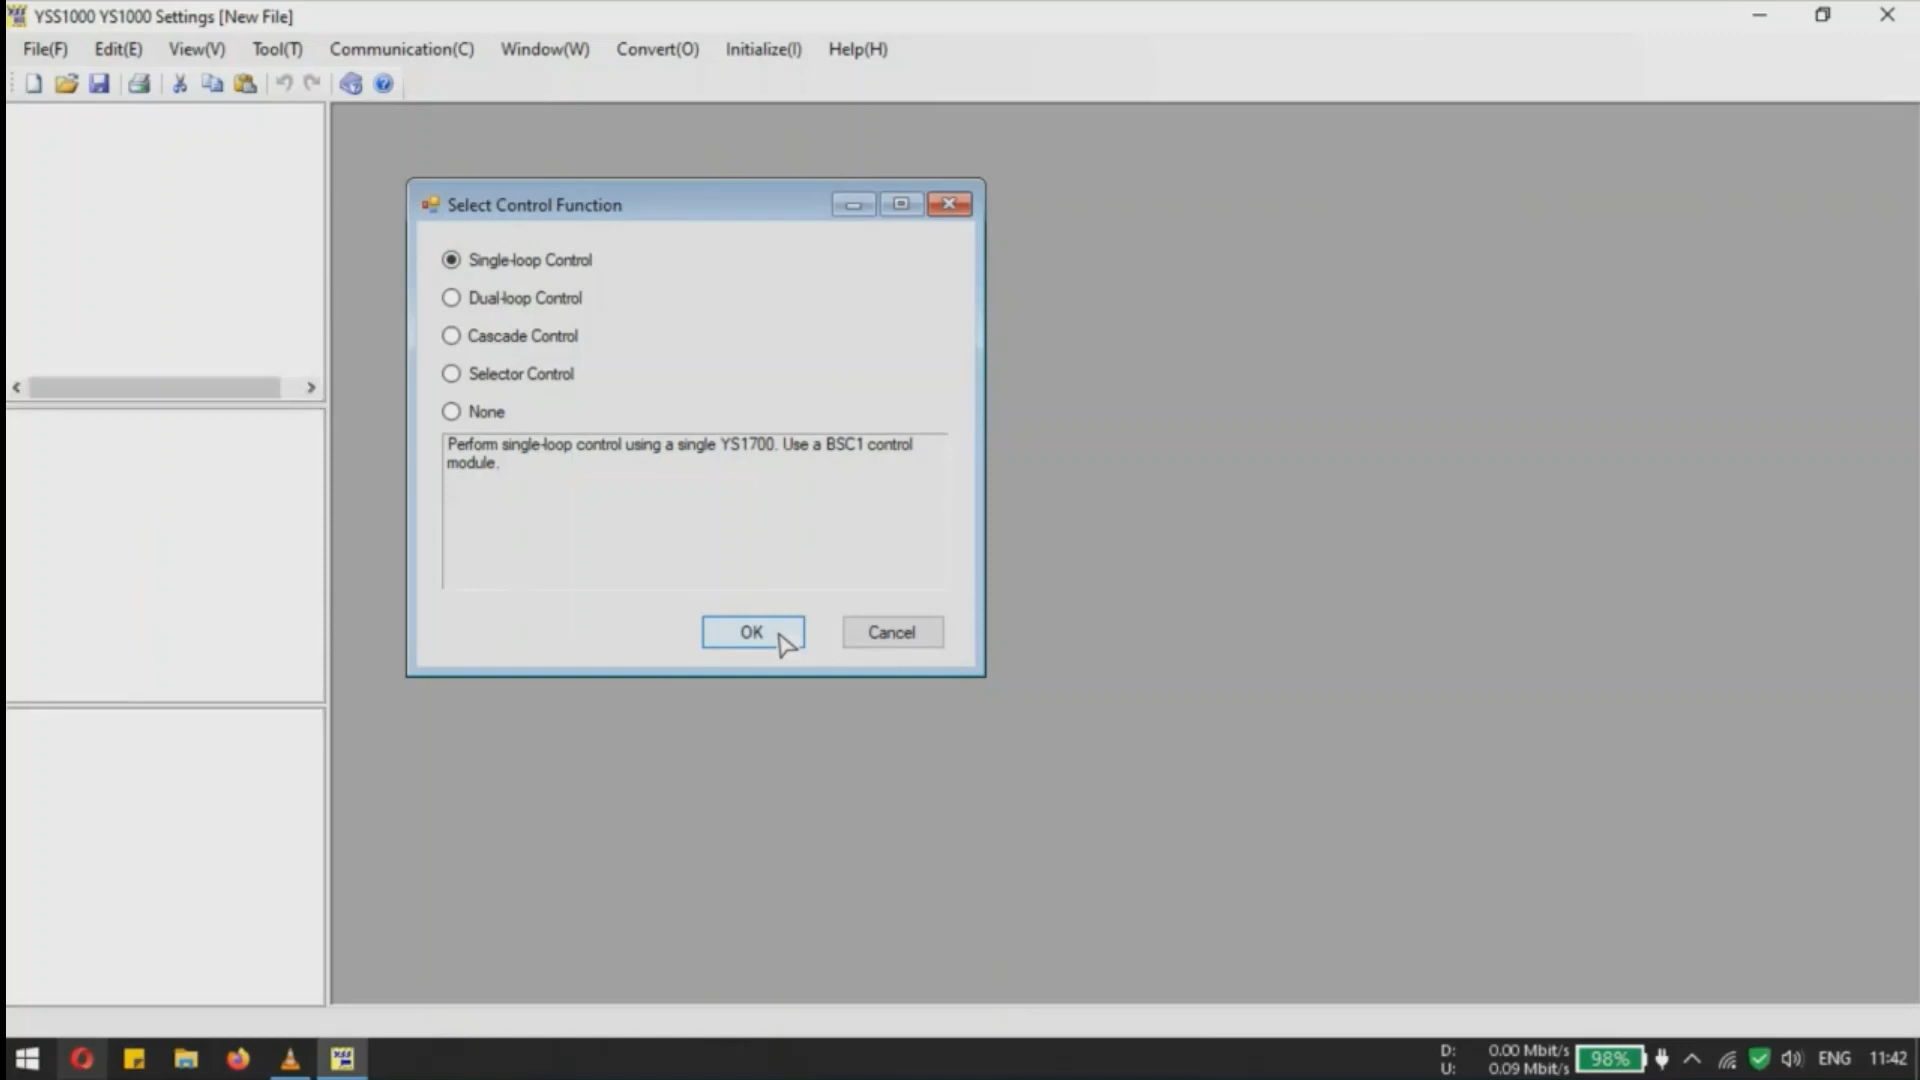 YSS1000 YS1000 Settings [New File]
File(F) Edit(E) View(V) Tool(T) Communication(C) Window(W) Convert(O) Initialize(I) Help(H)
Select Control Function
Single-loop Control
Dual-loop Control
Cascade Control
Selector Control
None
Perform single-loop control using a single YS1700. Use a BSC1 control
module.
OK Cancel
D: 0.00 Mbit/s
U: 0.09 Mbit/s
98%
ENG 11:42
YSS